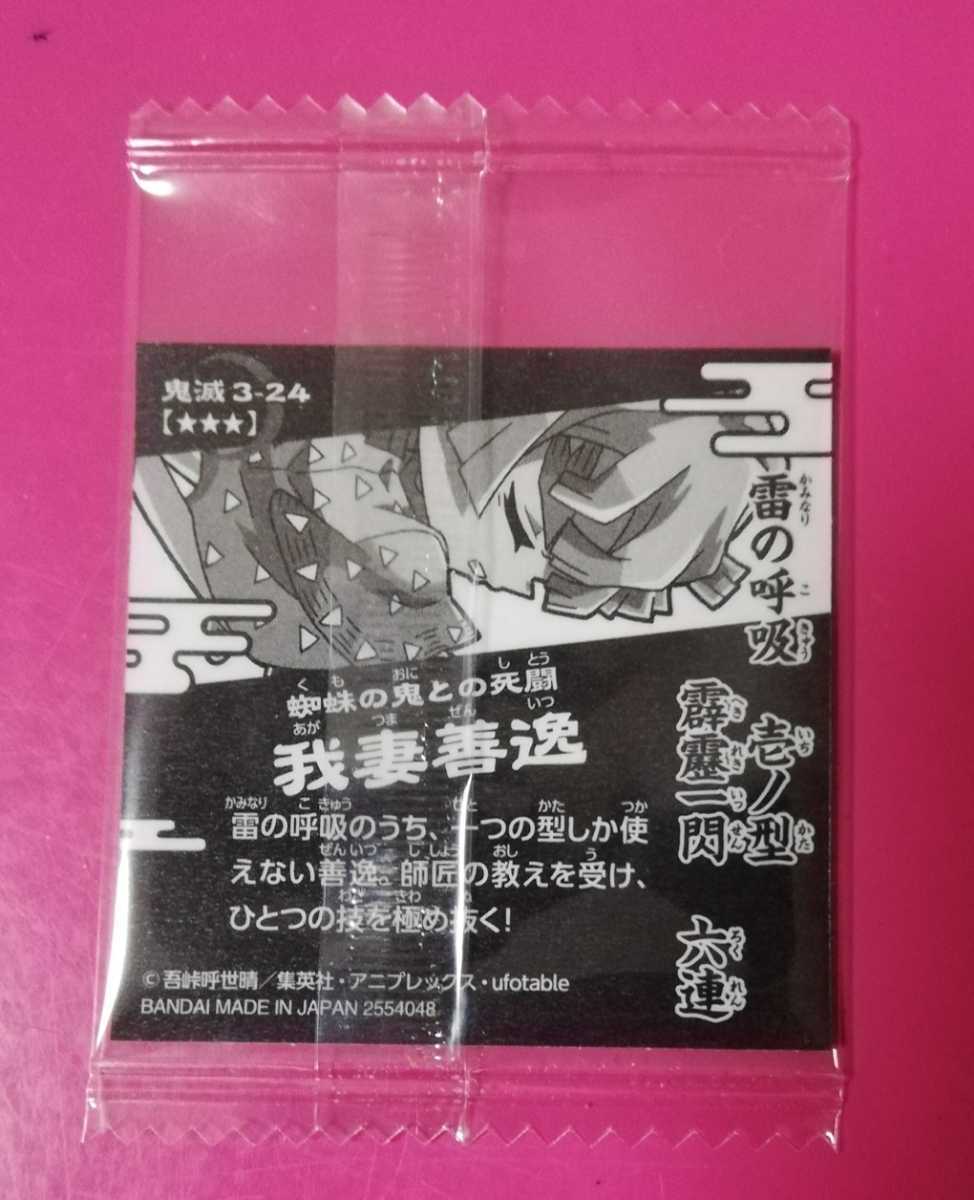 鬼滅 3-24
【★★★】
雷の呼吸
壱ノ型
霹靂一閃
六連
蜘蛛の鬼との死闘
我妻善逸
雷の呼吸のうち、一つの型しか使
えない善逸。師匠の教えを受け、
ひとつの技を極め抜く!
©吾峠呼世晴/集英社・アニプレックス・ufotable
BANDAI MADE IN JAPAN 2554048